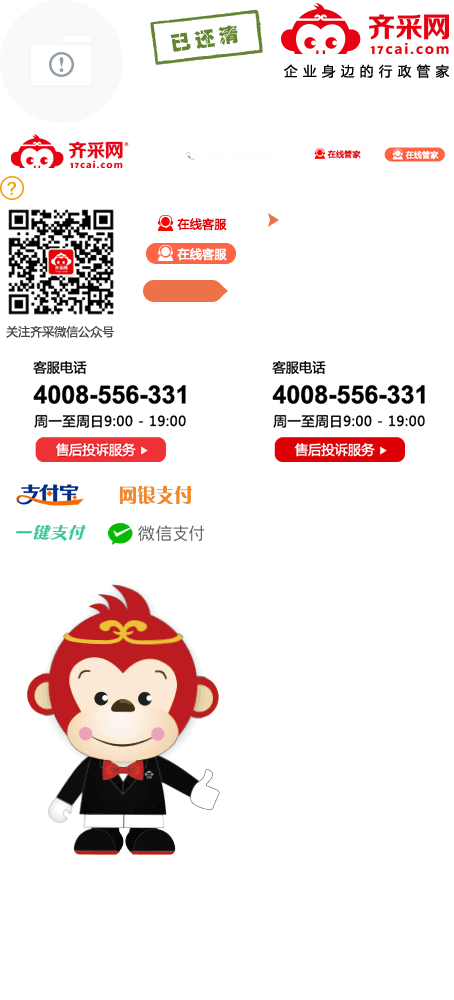 已还清
齐采网
17cai.com
企业身边的行政管家
齐采网®
17cai.com
在线管家
在线管家
?
齐采网
在线客服
在线客服
关注齐采微信公众号
客服电话
4008-556-331
周一至周日9:00 - 19:00
售后投诉服务
客服电话
4008-556-331
周一至周日9:00 - 19:00
售后投诉服务
支付宝
网银支付
一键支付
微信支付